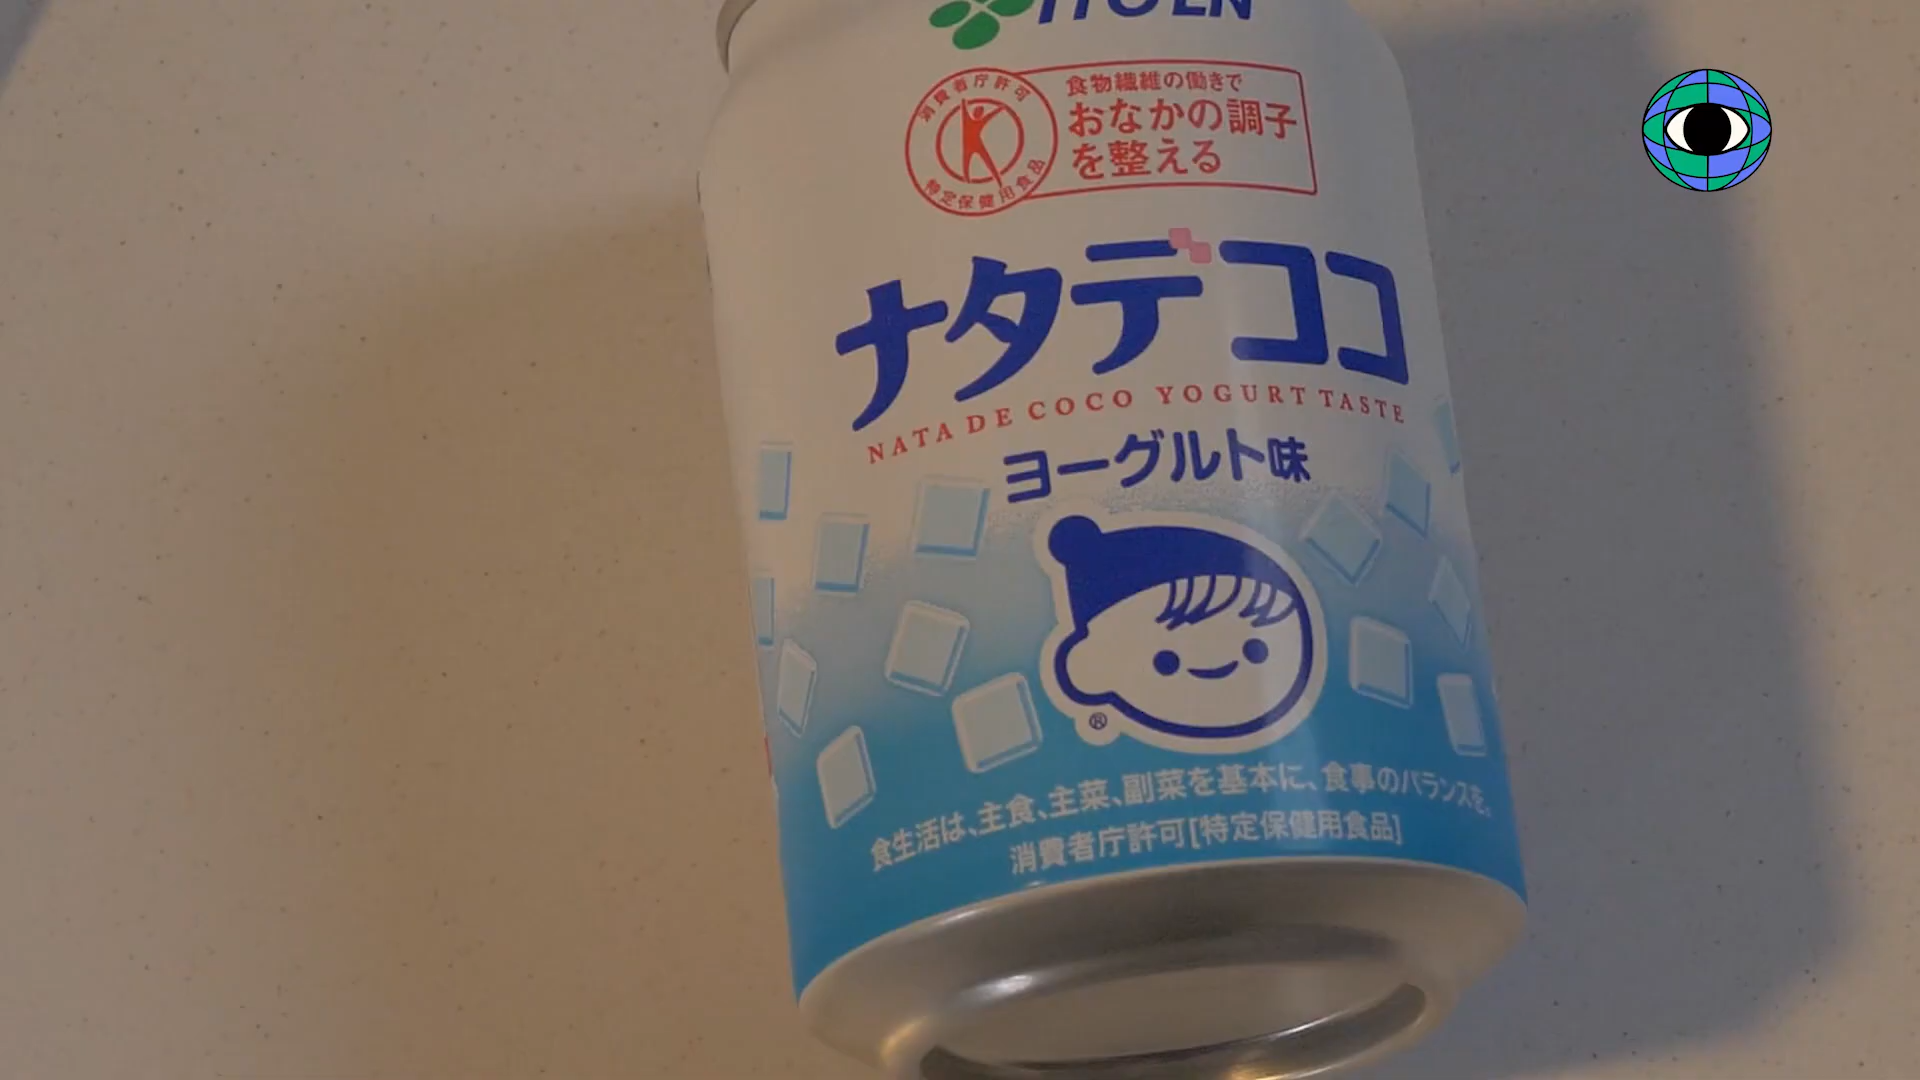 ITO EN
消費者庁許可
特定保健用食品
食物繊維の働きで
おなかの調子
を整える
ナタデココ
NATA DE COCO YOGURT TASTE
ヨーグルト味
®
食生活は、主食、主菜、副菜を基本に、食事のバランスを。
消費者庁許可[特定保健用食品]